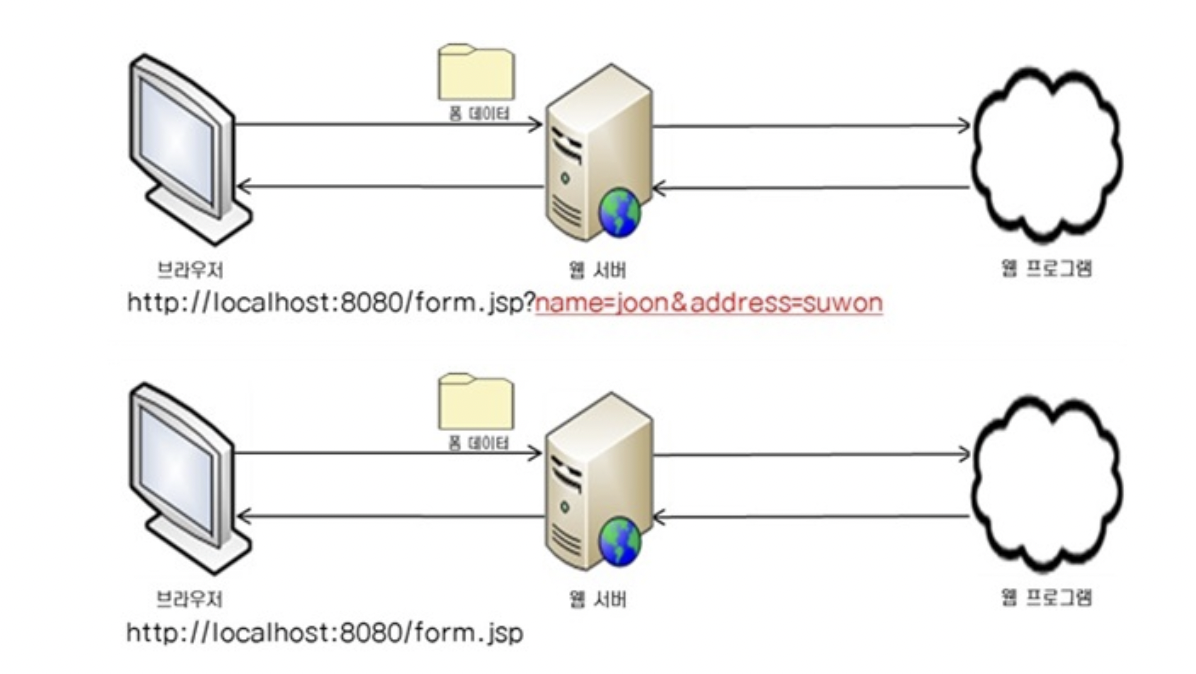 폼 데이터
브라우저
웹 서버
웹 프로그램
http://localhost:8080/form.jsp?name=joon&address=suwon
폼 데이터
브라우저
웹 서버
웹 프로그램
http://localhost:8080/form.jsp